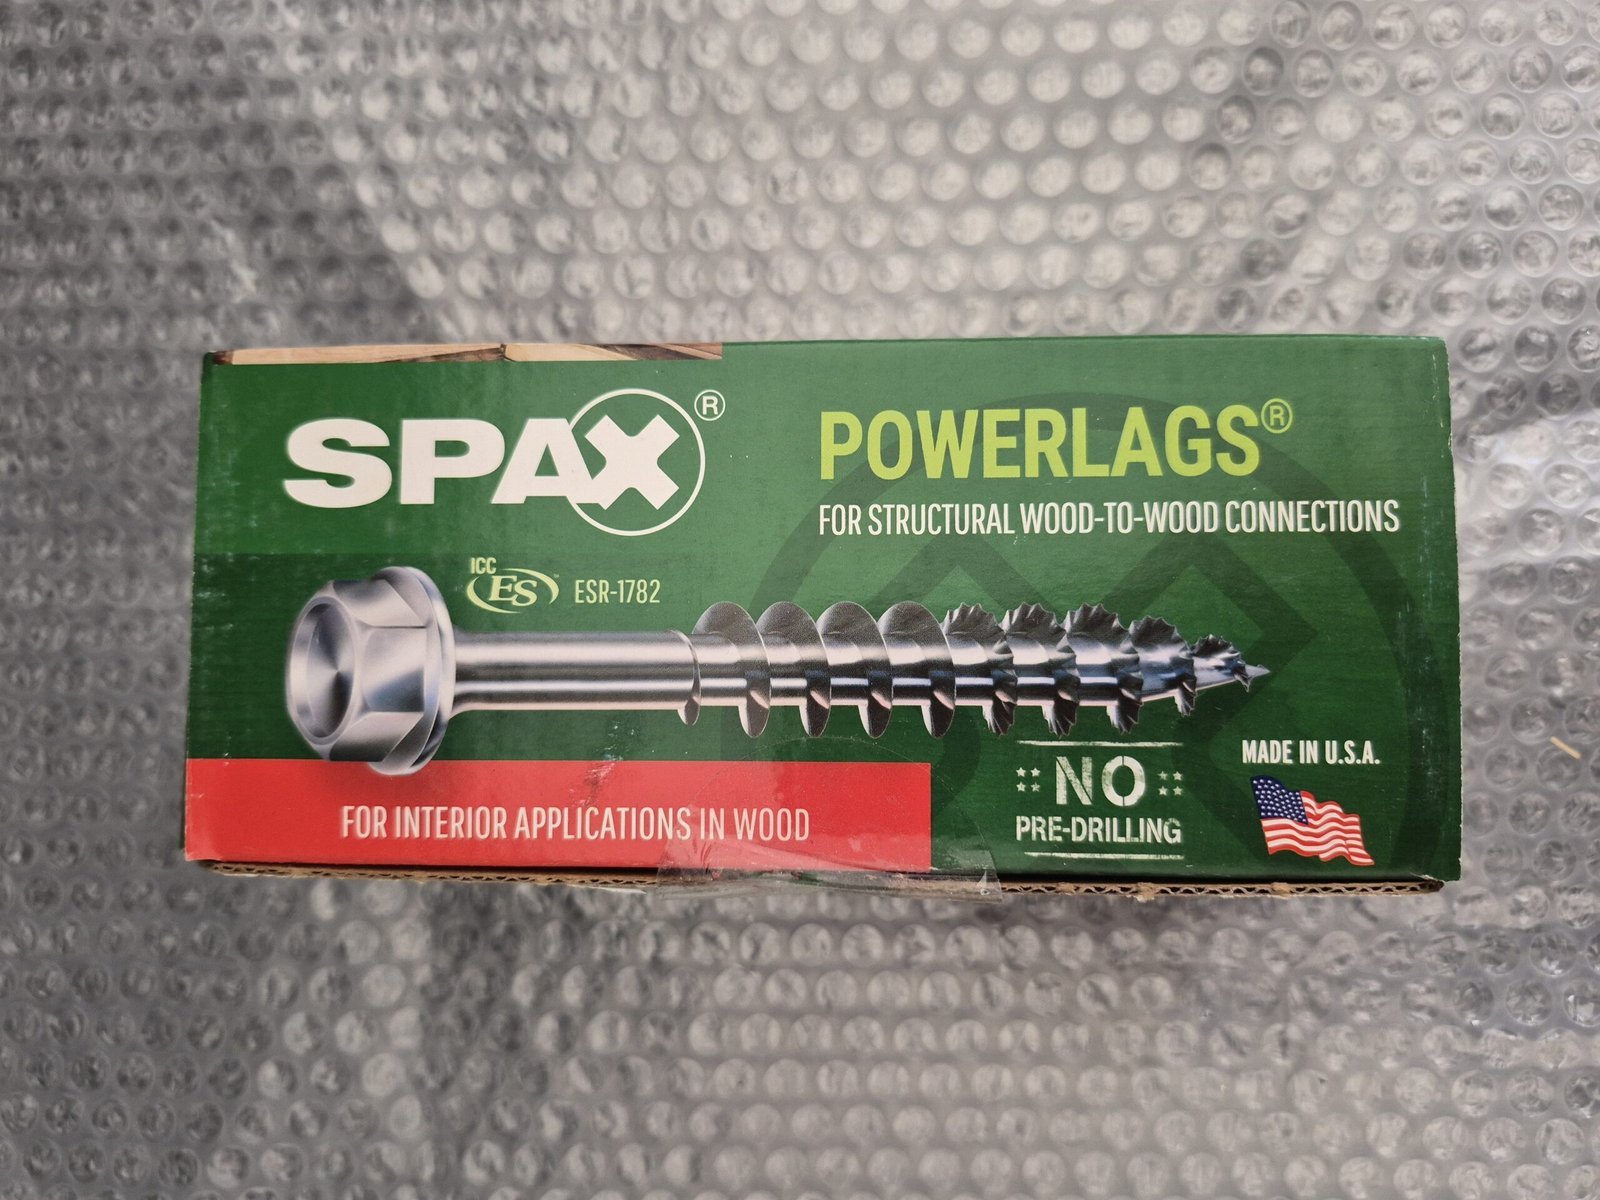 SPAX®
POWERLAGS®
FOR STRUCTURAL WOOD-TO-WOOD CONNECTIONS
ICC
ES™ ESR-1782
NO
PRE-DRILLING
MADE IN U.S.A.
FOR INTERIOR APPLICATIONS IN WOOD